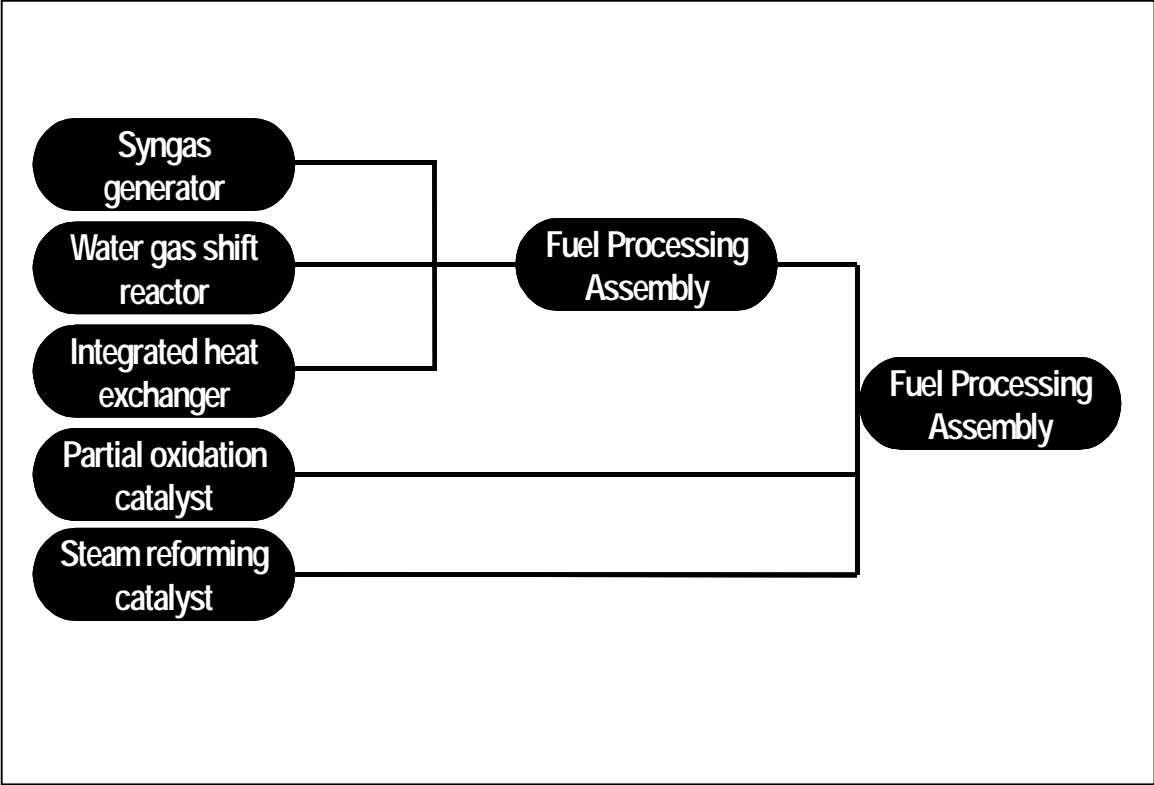 Syngas
generator
Water gas shift
reactor
Integrated heat
exchanger
Partial oxidation
catalyst
Steam reforming
catalyst
Fuel Processing
Assembly
Fuel Processing
Assembly